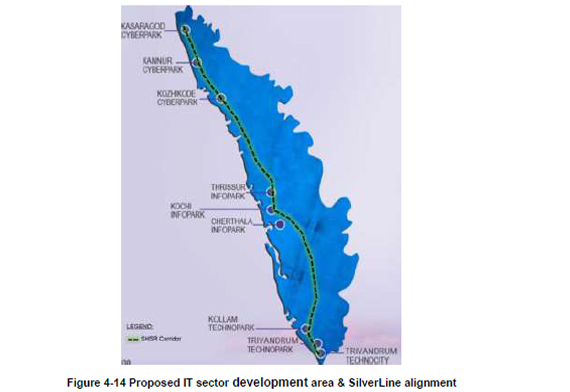 KASARAGOD
CYBERPARK
KANNUR
CYBERPARK
KOZHIKODE
CYBERPARK
THRISSUR
INFOPARK
KOCHI
INFOPARK
CHERTHALA
INFOPARK
KOLLAM
TECHNOPARK
TRIVANDRUM
TECHNOPARK
TRIVANDRUM
TECHNOCITY
LEGEND:
SHSR Corridor
Figure 4-14 Proposed IT sector development area & SilverLine alignment